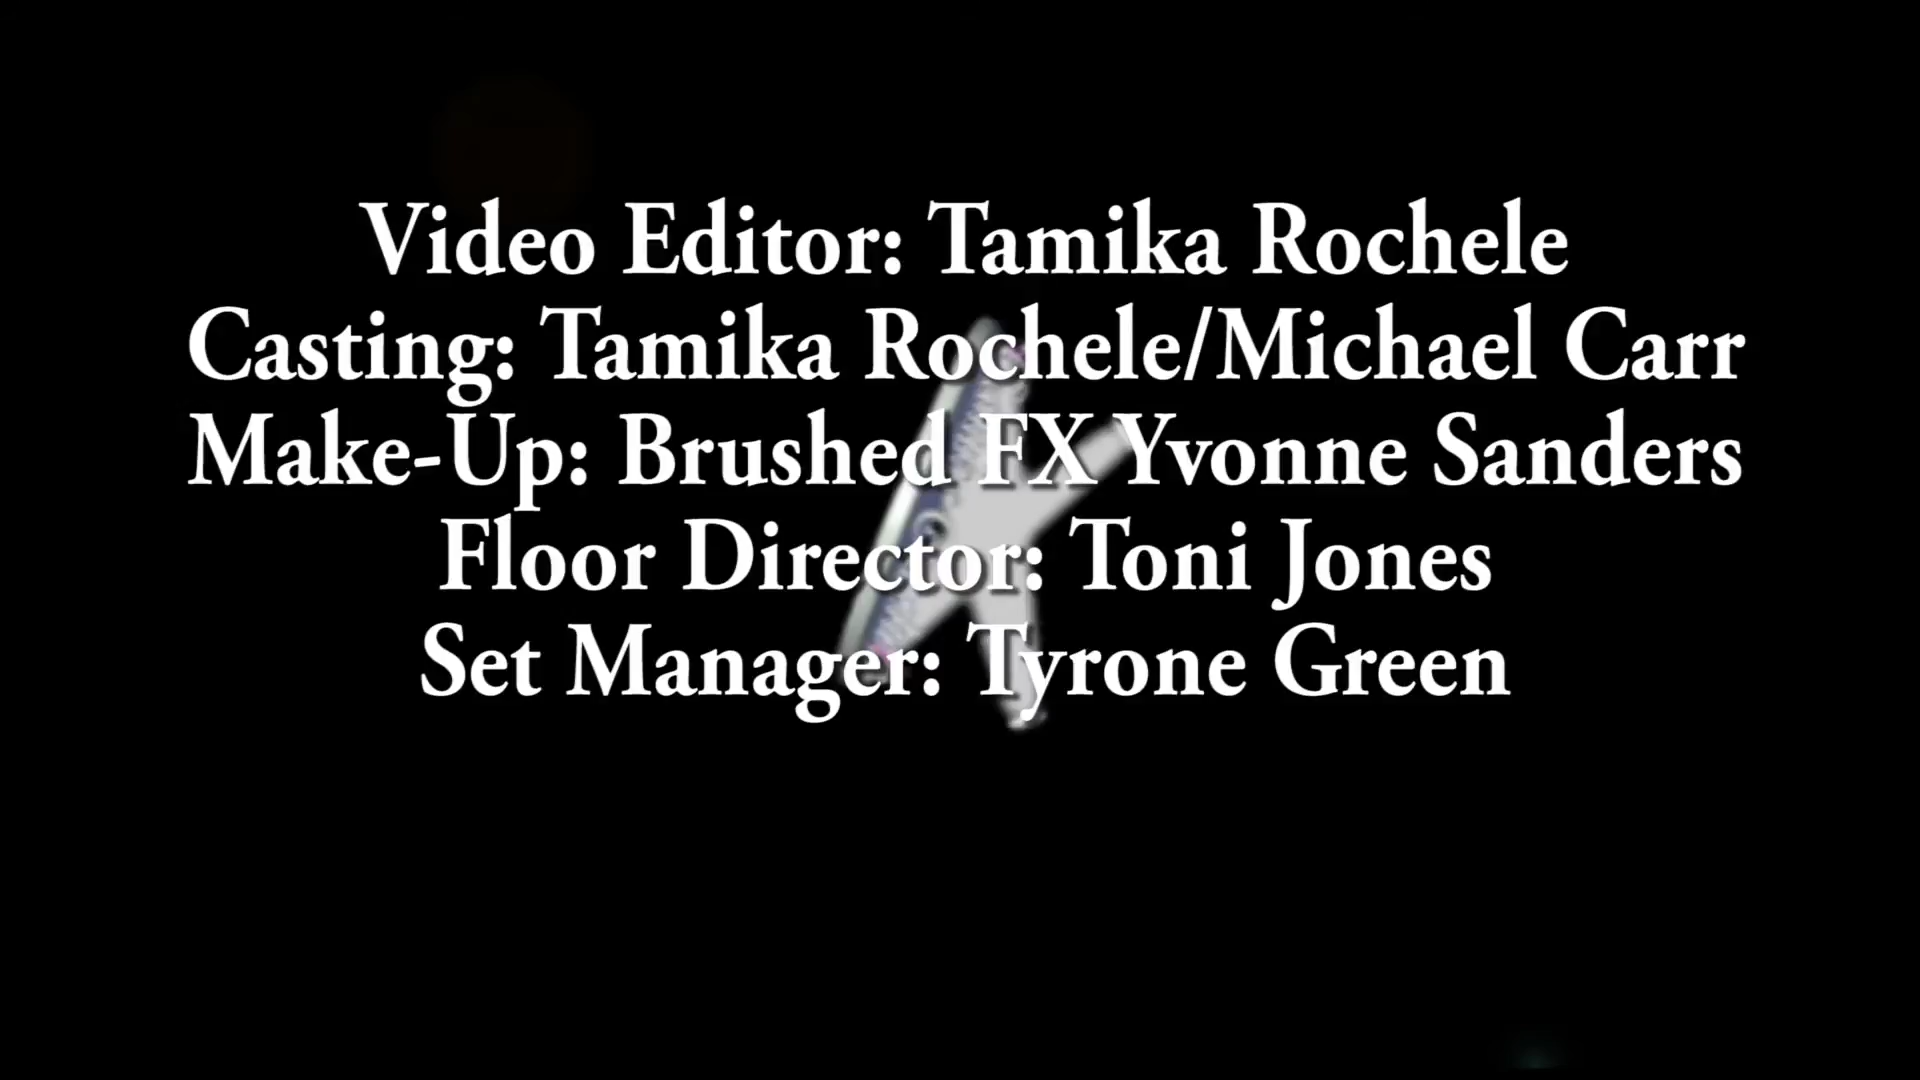 Video Editor: Tamika Rochele
Casting: Tamika Rochele/Michael Carr
Make-Up: Brushed FX Yvonne Sanders
Floor Director: Toni Jones
Set Manager: Tyrone Green